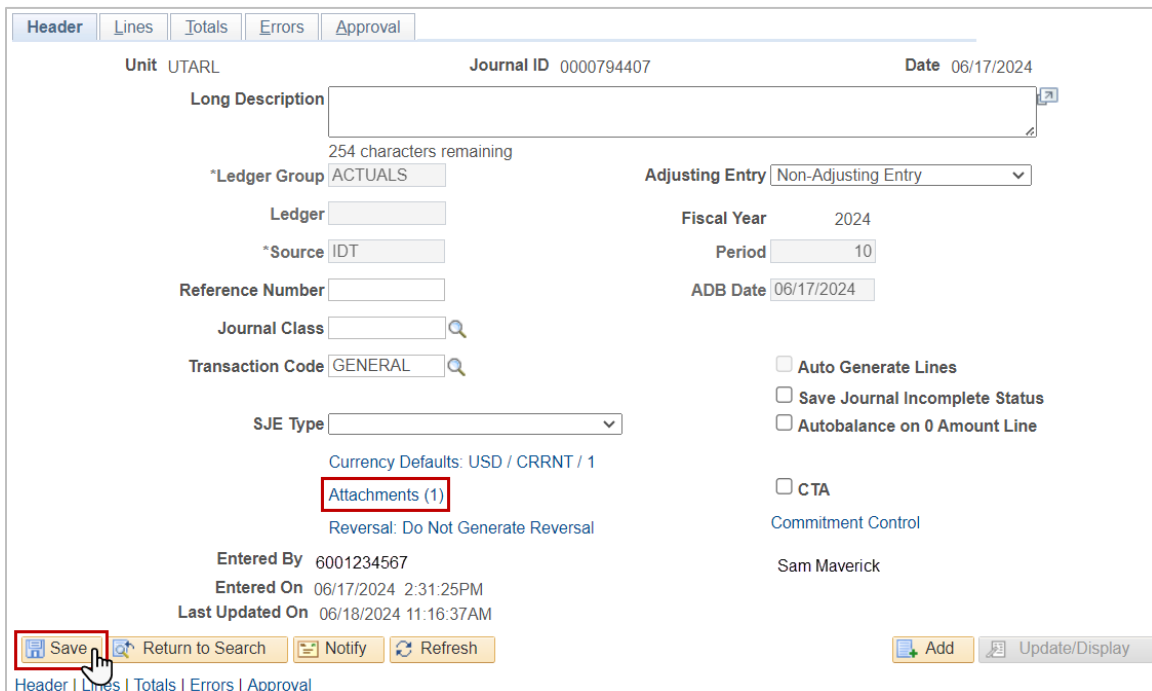 Header Lines Totals Errors Approval
Unit UTARL Journal ID 0000794407 Date 06/17/2024
Long Description
254 characters remaining
*Ledger Group ACTUALS Adjusting Entry Non-Adjusting Entry
Ledger Fiscal Year 2024
*Source IDT Period 10
Reference Number ADB Date 06/17/2024
Journal Class
Transaction Code GENERAL Auto Generate Lines
Save Journal Incomplete Status
SJE Type Autobalance on 0 Amount Line
Currency Defaults: USD / CRRNT / 1
Attachments (1) CTA
Reversal: Do Not Generate Reversal Commitment Control
Entered By 6001234567 Sam Maverick
Entered On 06/17/2024 2:31:25PM
Last Updated On 06/18/2024 11:16:37AM
Save Return to Search Notify Refresh Add Update/Display
Header | Lines | Totals | Errors | Approval